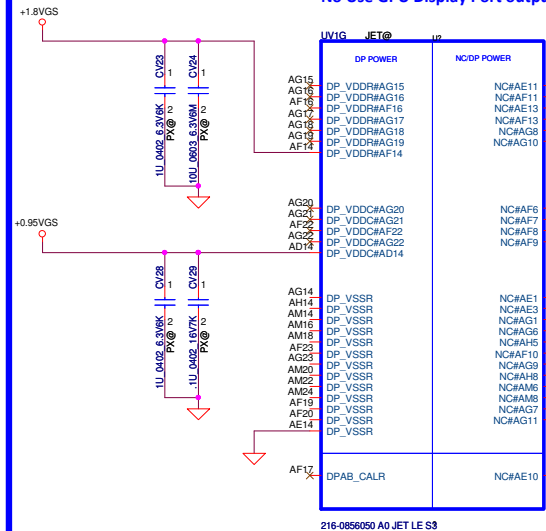 No Use GPU Display Port outpu
+1.8VGS
UV1G JET@
DP POWER NC/DP POWER
CV23 1 2 1U_0402_6.3V6K PX@
CV24 1 2 10U_0603_6.3V6M PX@
AG15 DP_VDDR#AG15 NC#AE11
AG16 DP_VDDR#AG16 NC#AF11
AF16 DP_VDDR#AF16 NC#AE13
AG17 DP_VDDR#AG17 NC#AF13
AG18 DP_VDDR#AG18 NC#AG8
AG19 DP_VDDR#AG19 NC#AG10
AF14 DP_VDDR#AF14
+0.95VGS
AG20 DP_VDDC#AG20 NC#AF6
AG21 DP_VDDC#AG21 NC#AF7
AF22 DP_VDDC#AF22 NC#AF8
AG22 DP_VDDC#AG22 NC#AF9
AD14 DP_VDDC#AD14
CV28 1 2 1U_0402_6.3V6K PX@
CV29 1 2 .1U_0402_16V7K PX@
AG14 DP_VSSR NC#AE1
AH14 DP_VSSR NC#AE3
AM14 DP_VSSR NC#AG1
AM16 DP_VSSR NC#AG6
AM18 DP_VSSR NC#AH5
AF23 DP_VSSR NC#AF10
AG23 DP_VSSR NC#AG9
AM20 DP_VSSR NC#AH8
AM22 DP_VSSR NC#AM6
AM24 DP_VSSR NC#AM8
AF19 DP_VSSR NC#AG7
AF20 DP_VSSR NC#AG11
AE14 DP_VSSR
AF17 DPAB_CALR NC#AE10
216-0856050 A0 JET LE S3